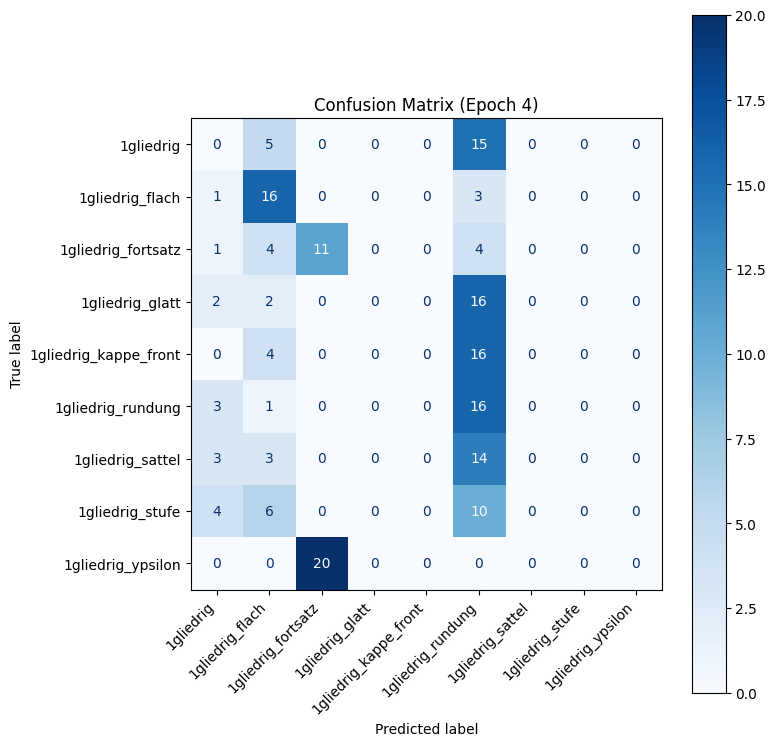 Confusion Matrix (Epoch 4)
True label
1gliedrig 0 5 0 0 0 15 0 0 0
1gliedrig_flach 1 16 0 0 0 3 0 0 0
1gliedrig_fortsatz 1 4 11 0 0 4 0 0 0
1gliedrig_glatt 2 2 0 0 0 16 0 0 0
1gliedrig_kappe_front 0 4 0 0 0 16 0 0 0
1gliedrig_rundung 3 1 0 0 0 16 0 0 0
1gliedrig_sattel 3 3 0 0 0 14 0 0 0
1gliedrig_stufe 4 6 0 0 0 10 0 0 0
1gliedrig_ypsilon 0 0 20 0 0 0 0 0 0
1gliedrig
1gliedrig_flach
1gliedrig_fortsatz
1gliedrig_glatt
1gliedrig_kappe_front
1gliedrig_rundung
1gliedrig_sattel
1gliedrig_stufe
1gliedrig_ypsilon
Predicted label
20.0
17.5
15.0
12.5
10.0
7.5
5.0
2.5
0.0